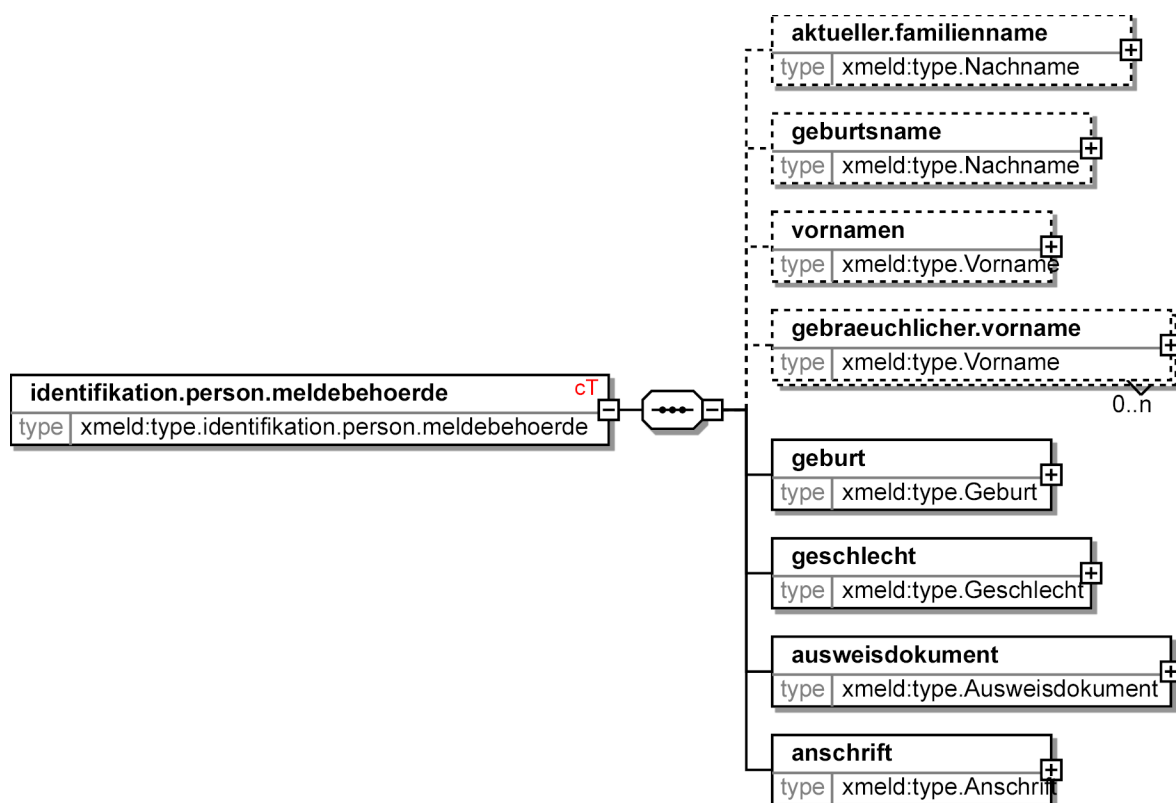 aktueller.familienname
type xmeld:type.Nachname
geburtsname
type xmeld:type.Nachname
vornamen
type xmeld:type.Vorname
gebraeuchlicher.vorname
type xmeld:type.Vorname
0..n
identifikation.person.meldebehoerde cT
type xmeld:type.identifikation.person.meldebehoerde
geburt
type xmeld:type.Geburt
geschlecht
type xmeld:type.Geschlecht
ausweisdokument
type xmeld:type.Ausweisdokument
anschrift
type xmeld:type.Anschrift